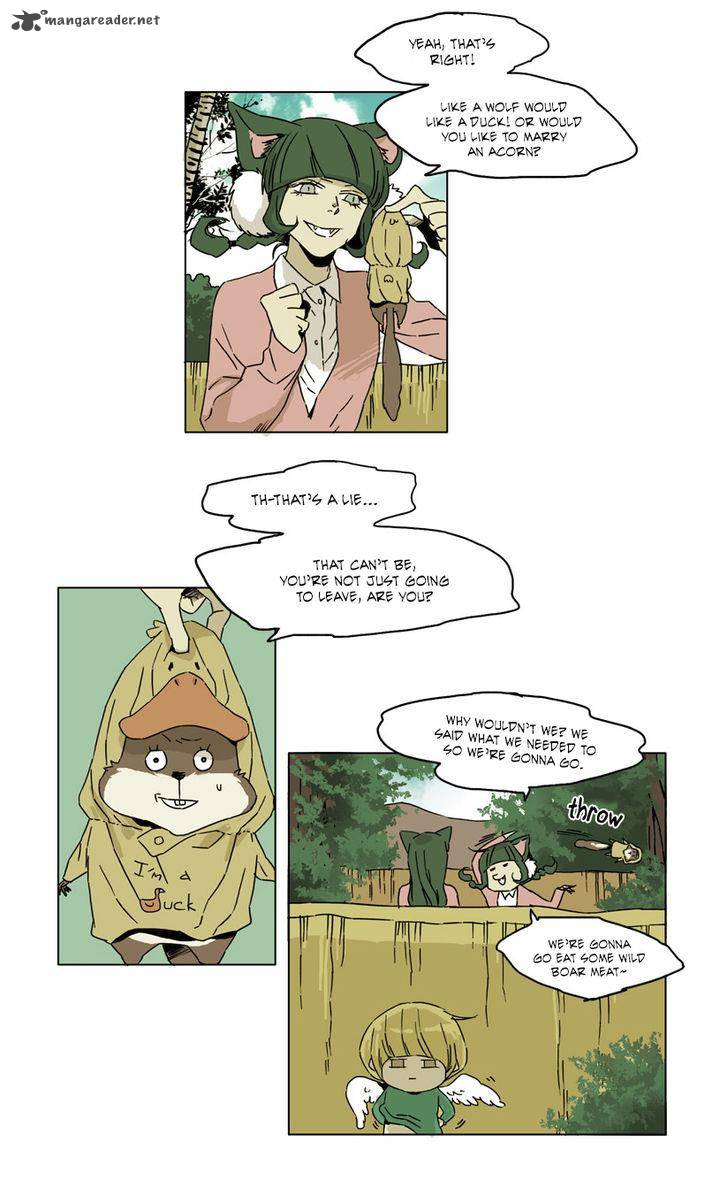 mangareader.net
YEAH, THAT'S
RIGHT!
LIKE A WOLF WOULD
LIKE A DUCK! OR WOULD
YOU LIKE TO MARRY
AN ACORN?
TH-THAT'S A LIE...
THAT CAN'T BE,
YOU'RE NOT JUST GOING
TO LEAVE, ARE YOU?
I'm a
Duck
WHY WOULDN'T WE? WE
SAID WHAT WE NEEDED TO
SO WE'RE GONNA GO.
throw
WE'RE GONNA
GO EAT SOME WILD
BOAR MEAT~